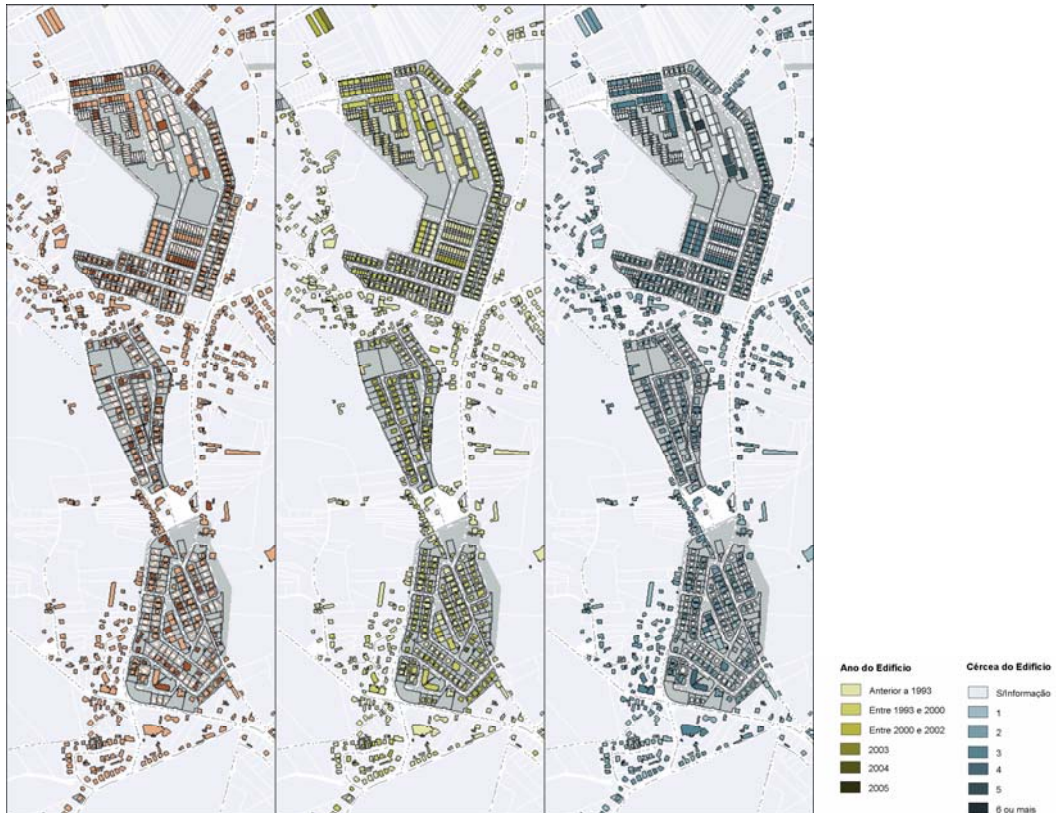 Ano do Edifício
Anterior a 1993
Entre 1993 e 2000
Entre 2000 e 2002
2003
2004
2005
Cércea do Edifício
S/Informação
1
2
3
4
5
6 ou mais